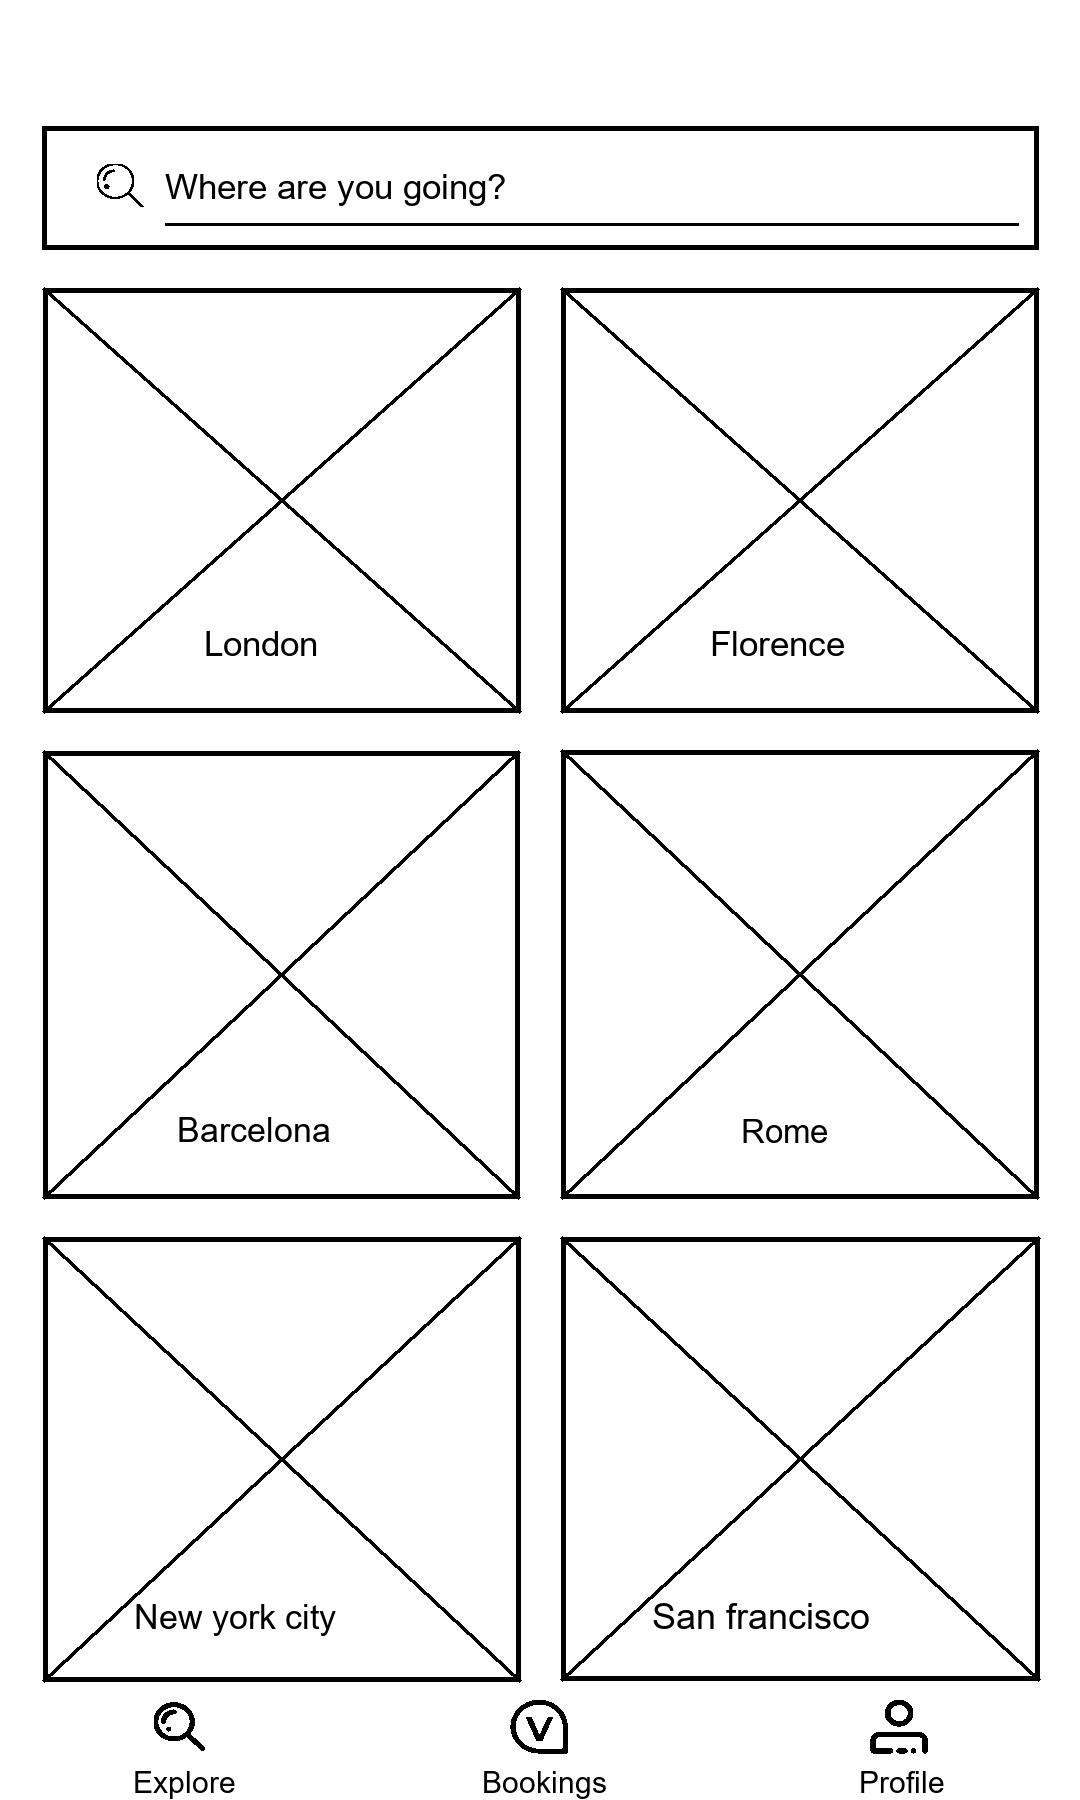 Where are you going?
London
Florence
Barcelona
Rome
New york city
San francisco
V
Explore
Bookings
Profile